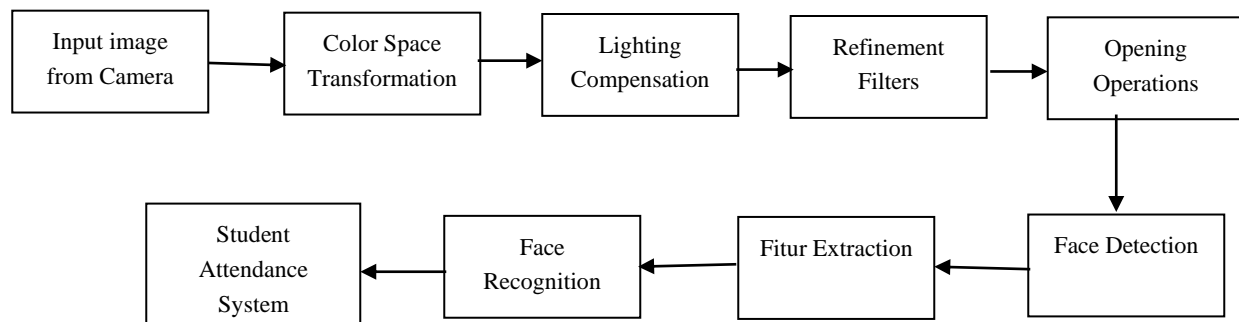 Input image
from Camera
Color Space
Transformation
Lighting
Compensation
Refinement
Filters
Opening
Operations
Face Detection
Fitur Extraction
Face
Recognition
Student
Attendance
System